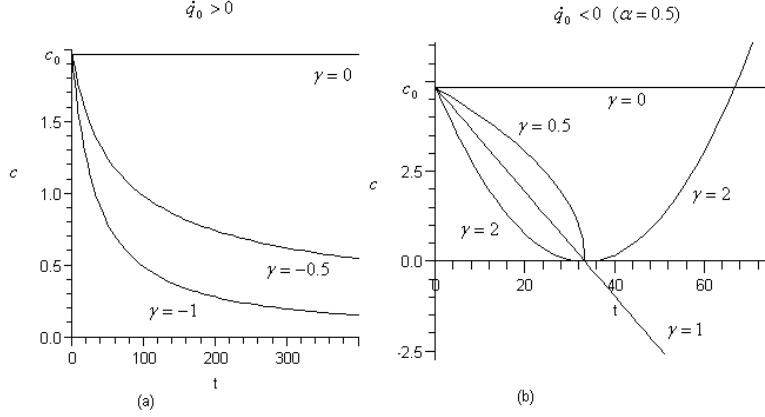 q̇₀ > 0
c₀
1.5
c
1.0
0.5
0.0
0
100
200
300
t
γ = 0
γ = −0.5
γ = −1
(a)
q̇₀ < 0 (α = 0.5)
c₀
2.5
c
0.0
-2.5
0
20
40
60
t
γ = 0
γ = 0.5
γ = 2
γ = 2
γ = 1
(b)